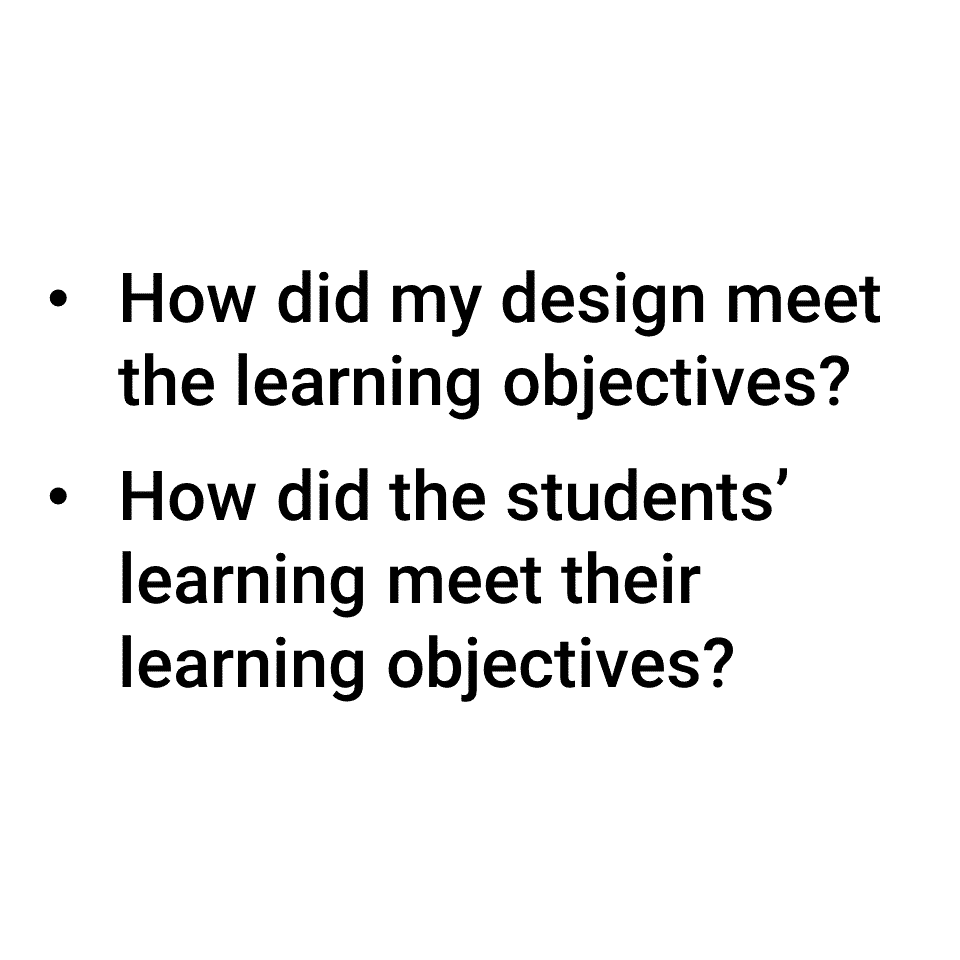 • How did my design meet
the learning objectives?
• How did the students’
learning meet their
learning objectives?